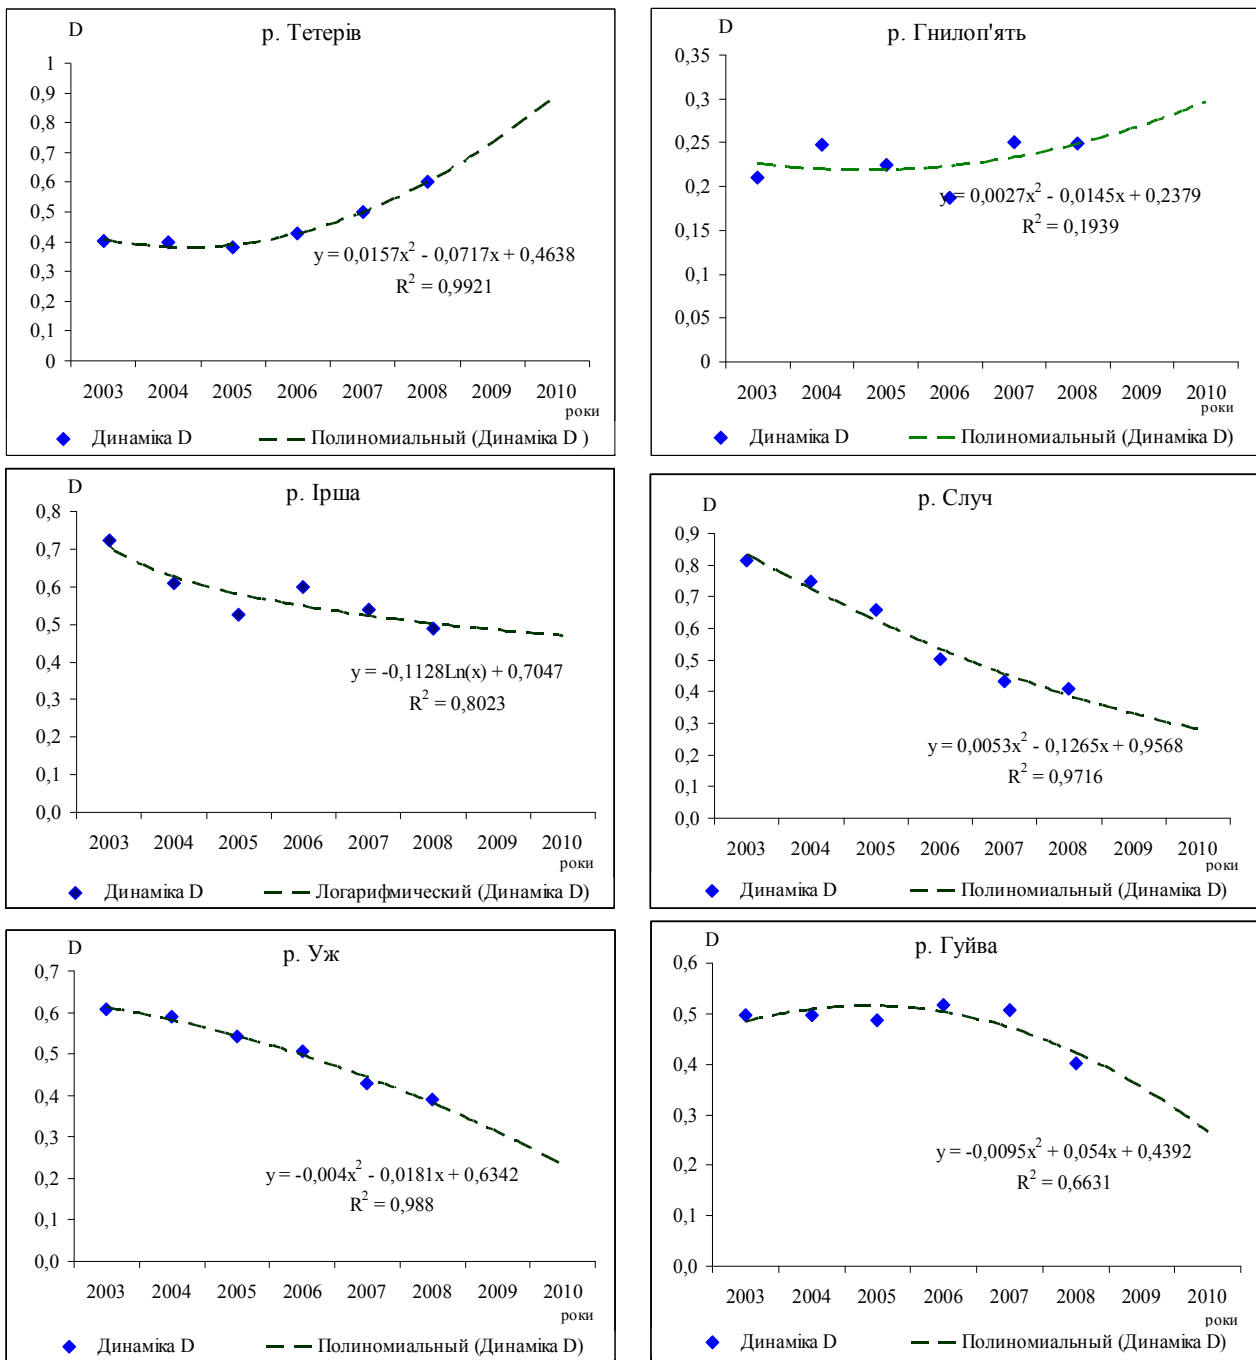 D
р. Тетерів
1
0,9
0,8
0,7
0,6
0,5
0,4
0,3
0,2
0,1
0
y = 0,0157x² - 0,0717x + 0,4638
R² = 0,9921
2003 2004 2005 2006 2007 2008 2009 2010
роки
Динаміка D Полиномиальный (Динаміка D )
D
р. Гнилоп'ять
0,35
0,3
0,25
0,2
0,15
0,1
0,05
0
y = 0,0027x² - 0,0145x + 0,2379
R² = 0,1939
2003 2004 2005 2006 2007 2008 2009 2010
роки
Динаміка D Полиномиальный (Динаміка D)
D
р. Ірша
0,8
0,7
0,6
0,5
0,4
0,3
0,2
0,1
0,0
y = -0,1128Ln(x) + 0,7047
R² = 0,8023
2003 2004 2005 2006 2007 2008 2009 2010
роки
Динаміка D Логарифмический (Динаміка D)
D
р. Случ
0,9
0,8
0,7
0,6
0,5
0,4
0,3
0,2
0,1
0,0
y = 0,0053x² - 0,1265x + 0,9568
R² = 0,9716
2003 2004 2005 2006 2007 2008 2009 2010
роки
Динаміка D Полиномиальный (Динаміка D)
D
р. Уж
0,7
0,6
0,5
0,4
0,3
0,2
0,1
0,0
y = -0,004x² - 0,0181x + 0,6342
R² = 0,988
2003 2004 2005 2006 2007 2008 2009 2010
роки
Динаміка D Полиномиальный (Динаміка D)
D
р. Гуйва
0,6
0,5
0,4
0,3
0,2
0,1
0,0
y = -0,0095x² + 0,054x + 0,4392
R² = 0,6631
2003 2004 2005 2006 2007 2008 2009 2010
роки
Динаміка D Полиномиальный (Динаміка D)